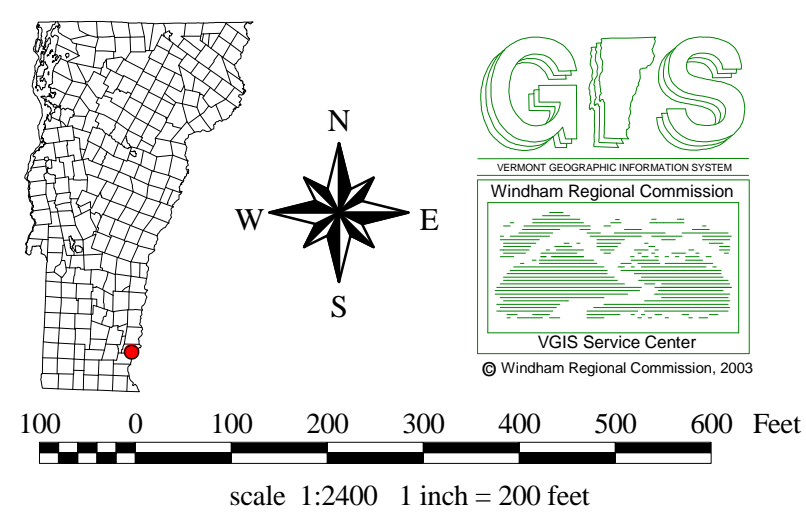 GIS
VERMONT GEOGRAPHIC INFORMATION SYSTEM
Windham Regional Commission
VGIS Service Center
© Windham Regional Commission, 2003
N
W E
S
100 0 100 200 300 400 500 600 Feet
scale 1:2400 1 inch = 200 feet